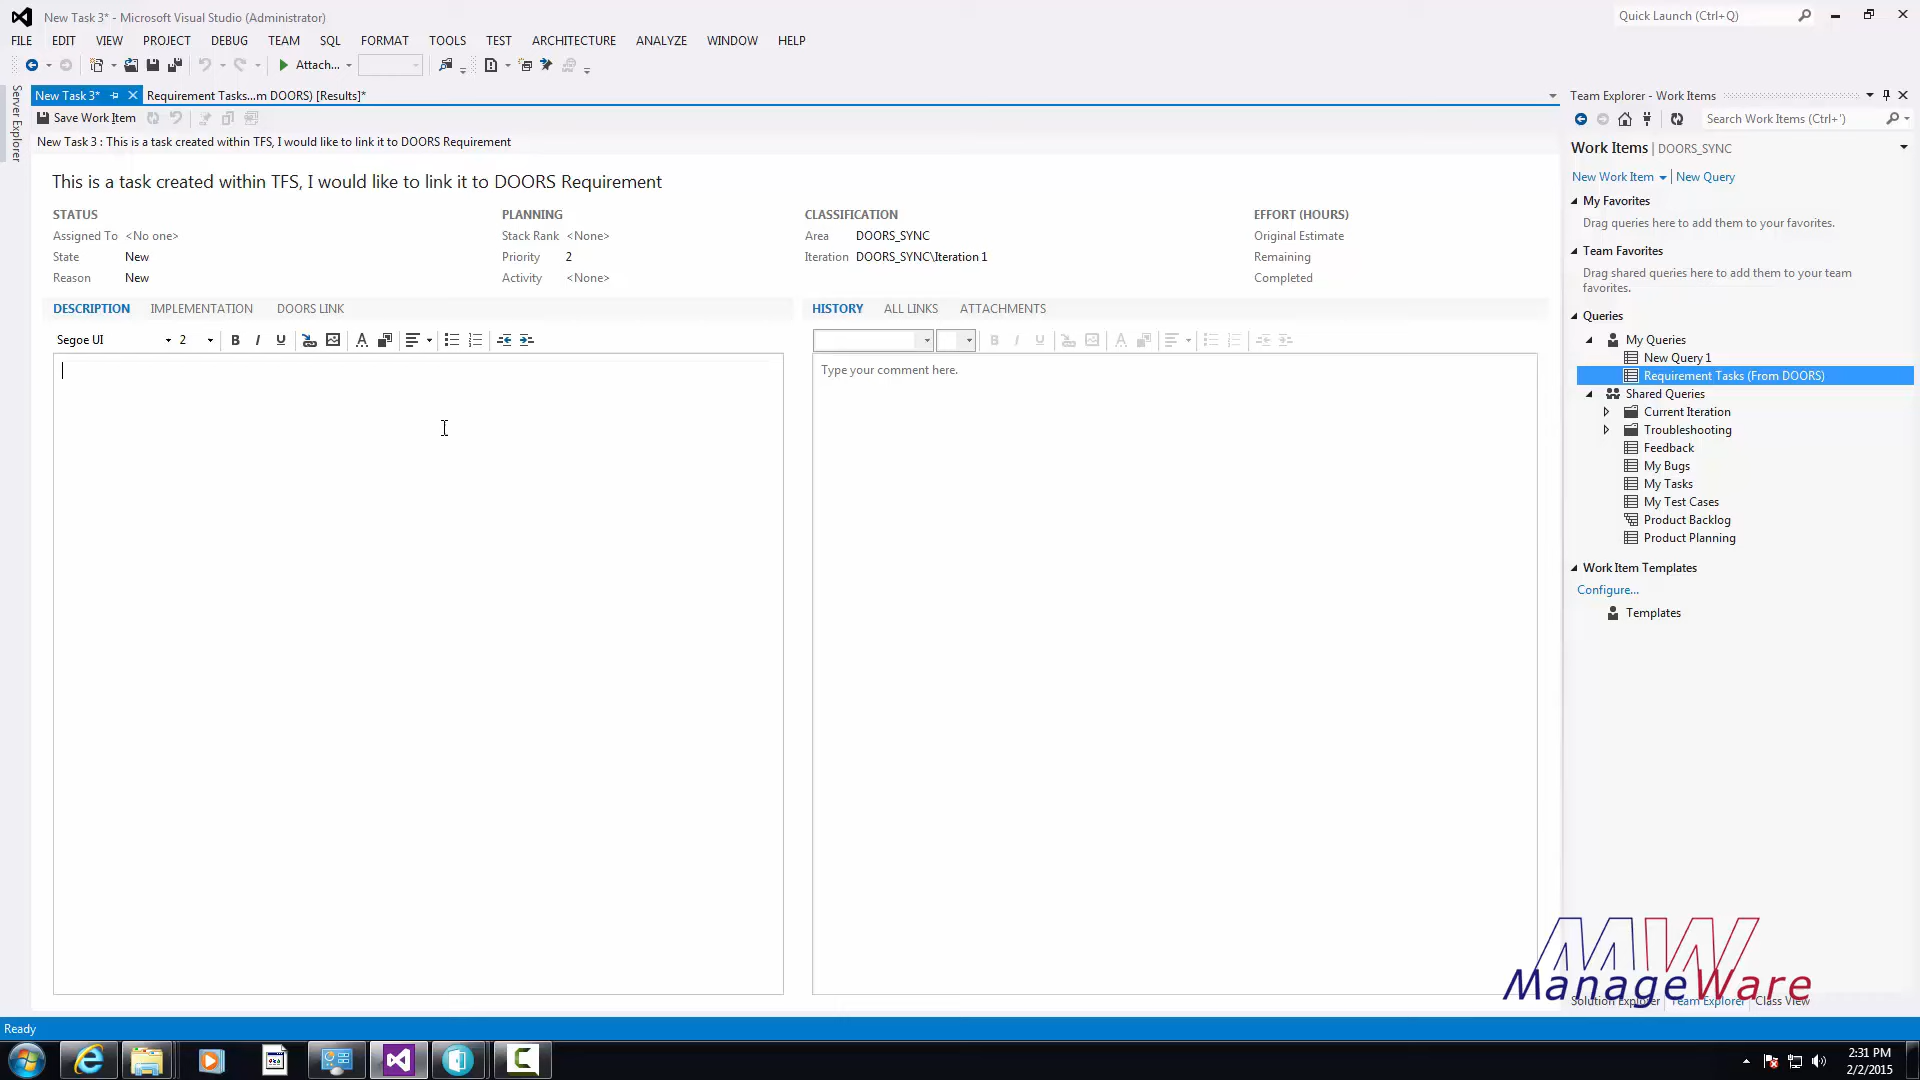 New Task 3* - Microsoft Visual Studio (Administrator)
Quick Launch (Ctrl+Q)
FILE EDIT VIEW PROJECT DEBUG TEAM SQL FORMAT TOOLS TEST ARCHITECTURE ANALYZE WINDOW HELP
Attach...
Server Explorer
New Task 3* Requirement Tasks...m DOORS) [Results]*
Save Work Item
New Task 3 : This is a task created within TFS, I would like to link it to DOORS Requirement
This is a task created within TFS, I would like to link it to DOORS Requirement
STATUS PLANNING CLASSIFICATION EFFORT (HOURS)
Assigned To <No one> Stack Rank <None> Area DOORS_SYNC Original Estimate
State New Priority 2 Iteration DOORS_SYNC\Iteration 1 Remaining
Reason New Activity <None> Completed
DESCRIPTION IMPLEMENTATION DOORS LINK HISTORY ALL LINKS ATTACHMENTS
Segoe UI 2 B I U A B I U A
Type your comment here.
Team Explorer - Work Items
Search Work Items (Ctrl+')
Work Items | DOORS_SYNC
New Work Item | New Query
My Favorites
Drag queries here to add them to your favorites.
Team Favorites
Drag shared queries here to add them to your team
favorites.
Queries
My Queries
New Query 1
Requirement Tasks (From DOORS)
Shared Queries
Current Iteration
Troubleshooting
Feedback
My Bugs
My Tasks
My Test Cases
Product Backlog
Product Planning
Work Item Templates
Configure...
Templates
MW
ManageWare
Solution Explorer Team Explorer Class View
Ready
2:31 PM
2/2/2015